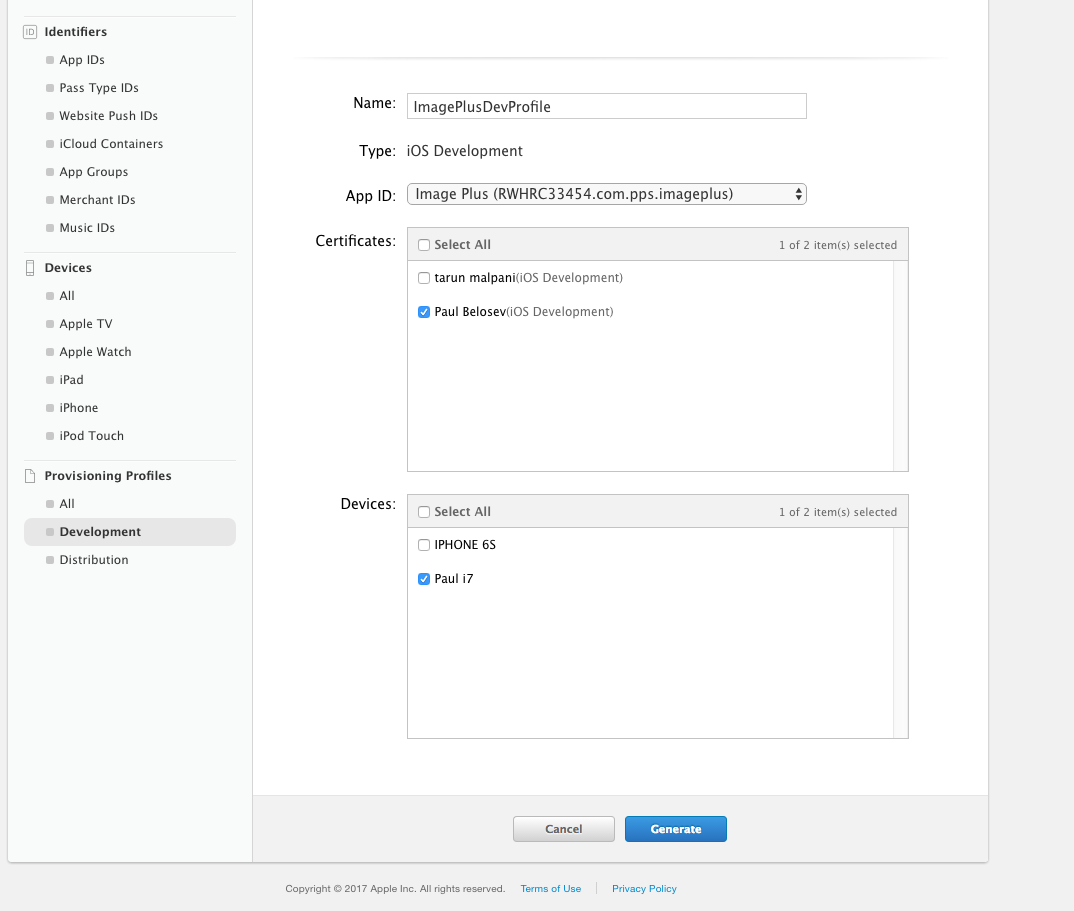 ID Identifiers
App IDs
Pass Type IDs
Website Push IDs
iCloud Containers
App Groups
Merchant IDs
Music IDs
Devices
All
Apple TV
Apple Watch
iPad
iPhone
iPod Touch
Provisioning Profiles
All
Development
Distribution
Name: ImagePlusDevProfile
Type: iOS Development
App ID: Image Plus (RWHRC33454.com.pps.imageplus)
Certificates: Select All 1 of 2 item(s) selected
tarun malpani(iOS Development)
Paul Belosev(iOS Development)
Devices: Select All 1 of 2 item(s) selected
IPHONE 6S
Paul i7
Cancel Generate
Copyright © 2017 Apple Inc. All rights reserved. Terms of Use Privacy Policy